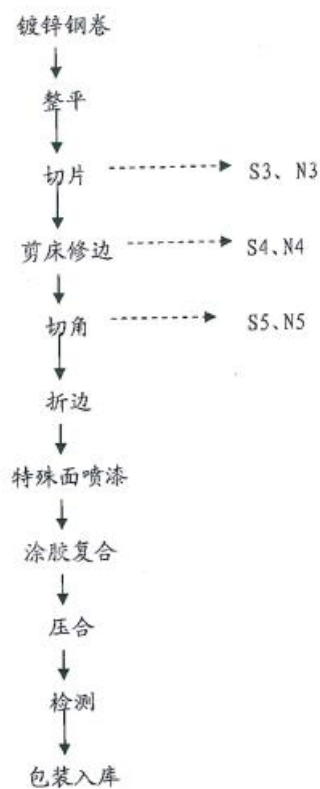 镀锌钢卷
整平
切片 S3、N3
剪床修边 S4、N4
切角 S5、N5
折边
特殊面喷漆
涂胶复合
压合
检测
包装入库